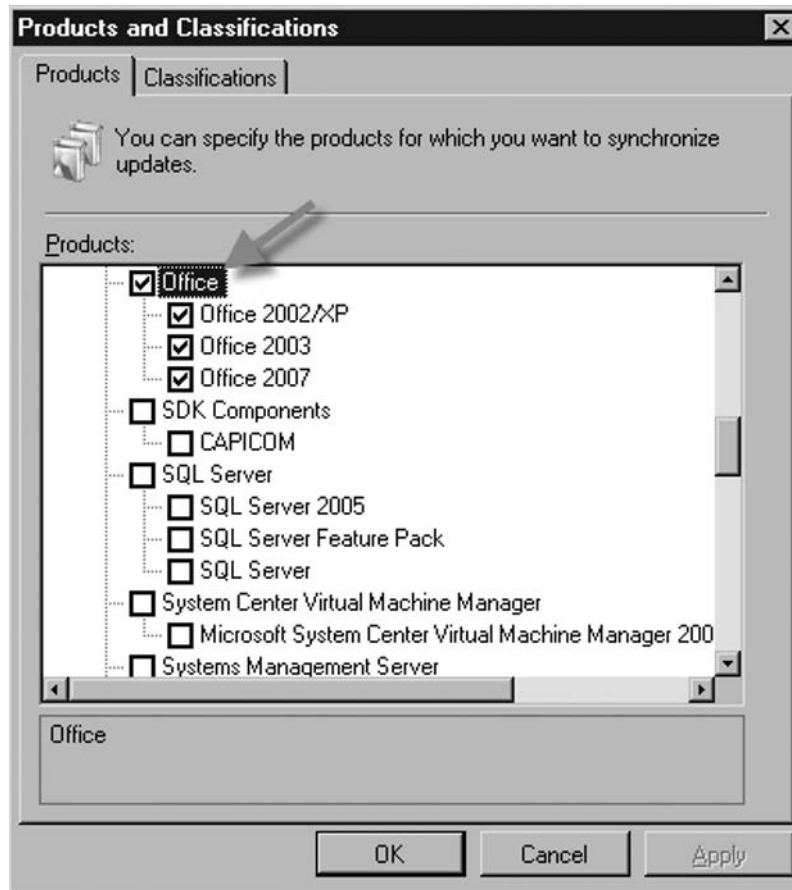 Products and Classifications
Products
Classifications
You can specify the products for which you want to synchronize
updates.
Products:
Office
Office 2002/XP
Office 2003
Office 2007
SDK Components
CAPICOM
SQL Server
SQL Server 2005
SQL Server Feature Pack
SQL Server
System Center Virtual Machine Manager
Microsoft System Center Virtual Machine Manager 200
Systems Management Server
Office
OK
Cancel
Apply